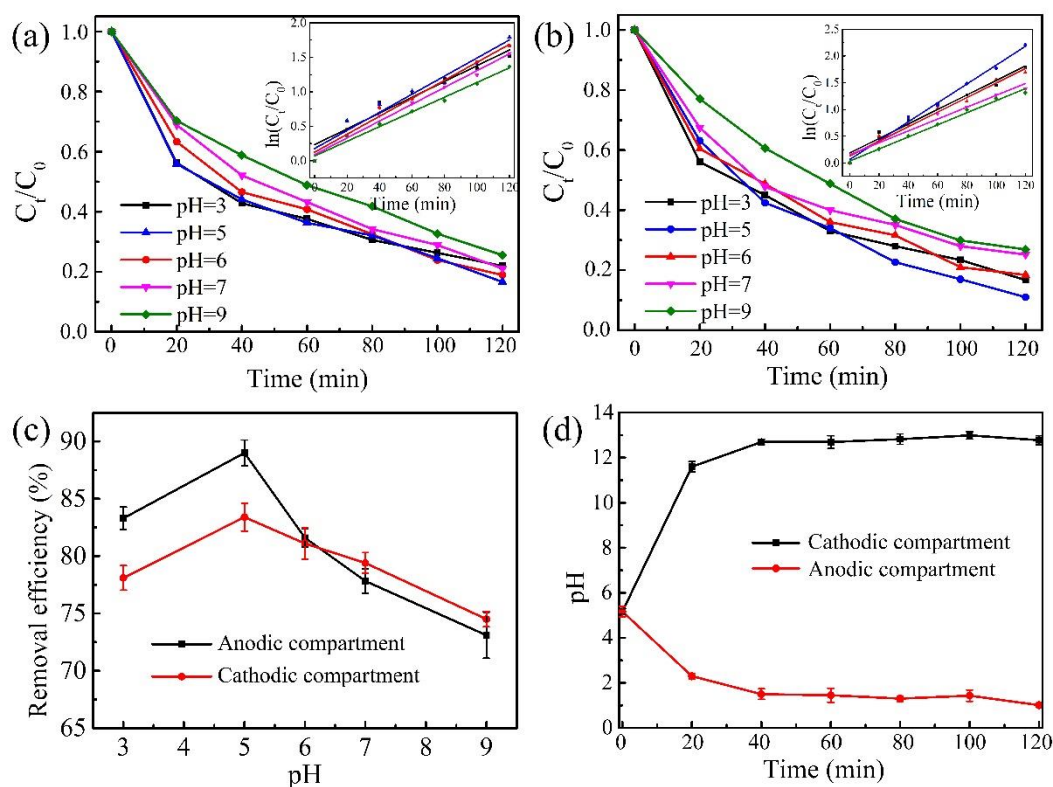 (a)
1.0
0.8
0.6
0.4
0.2
0.0
Ct/C0
0 20 40 60 80 100 120
Time (min)
pH=3
pH=5
pH=6
pH=7
pH=9
2.0
1.5
1.0
0.5
0.0
ln(Ct/C0)
0 20 40 60 80 100 120
Time (min)
(b)
1.0
0.8
0.6
0.4
0.2
0.0
Ct/C0
0 20 40 60 80 100 120
Time (min)
pH=3
pH=5
pH=6
pH=7
pH=9
2.5
2.0
1.5
1.0
0.5
0.0
ln(Ct/C0)
0 20 40 60 80 100 120
Time (min)
(c)
90
85
80
75
70
65
Removal efficiency (%)
3 4 5 6 7 8 9
pH
Anodic compartment
Cathodic compartment
(d)
14
12
10
8
6
4
2
0
pH
0 20 40 60 80 100 120
Time (min)
Cathodic compartment
Anodic compartment